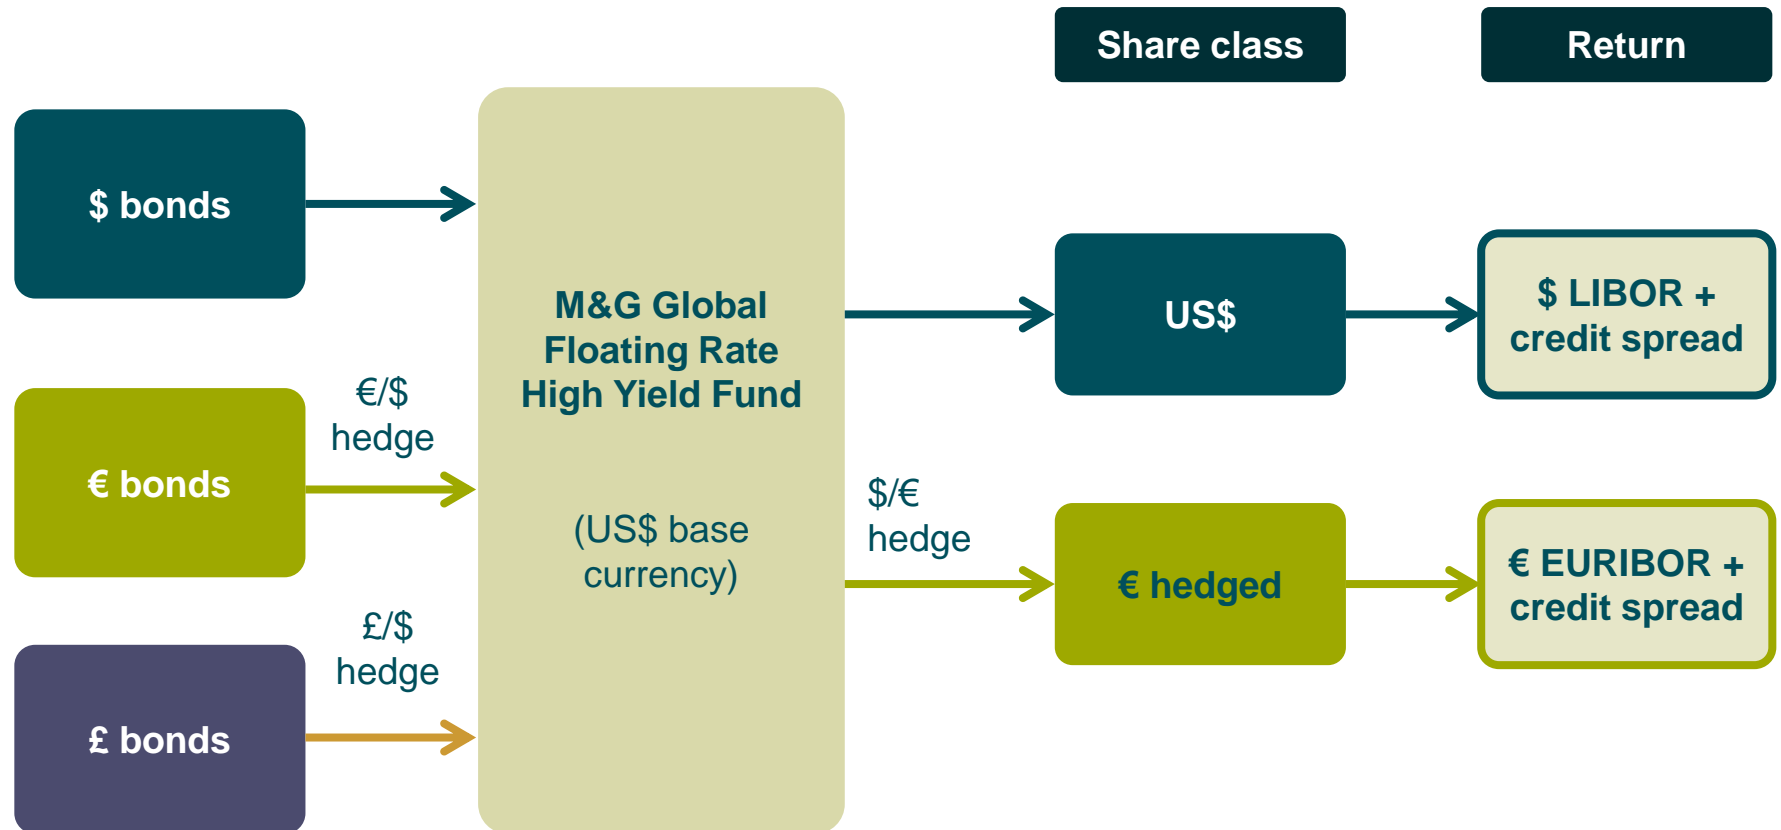 Share class
Return
$ bonds
€/$
hedge
€ bonds
£/$
hedge
£ bonds
M&G Global
Floating Rate
High Yield Fund
(US$ base
currency)
$/€
hedge
US$
€ hedged
$ LIBOR +
credit spread
€ EURIBOR +
credit spread